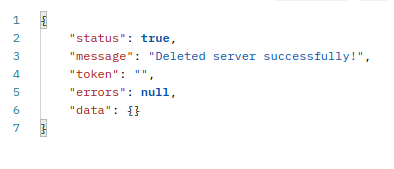 1 {
2 "status": true,
3 "message": "Deleted server successfully!",
4 "token": "",
5 "errors": null,
6 "data": {}
7 }